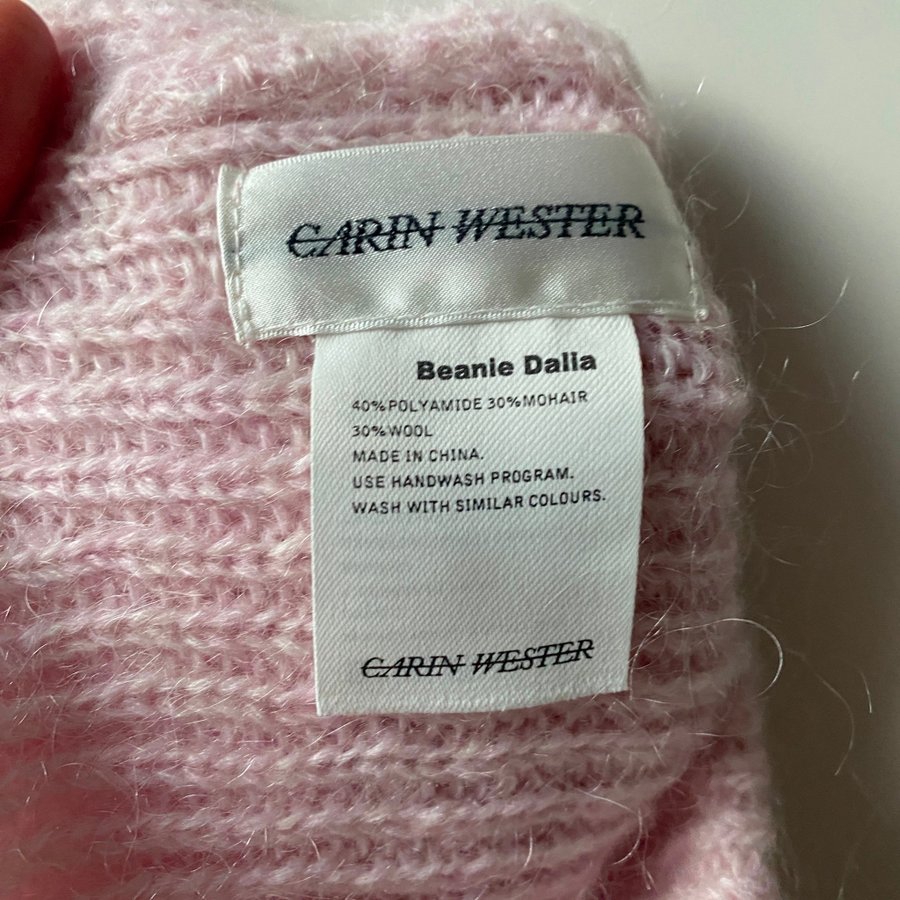 CARIN WESTER
Beanie Dalia
40%POLYAMIDE 30%MOHAIR
30%WOOL
MADE IN CHINA.
USE HANDWASH PROGRAM.
WASH WITH SIMILAR COLOURS.
CARIN WESTER